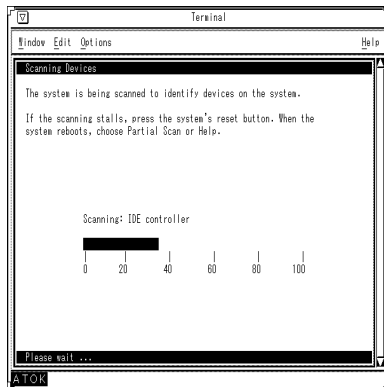 Terminal
Window Edit Options Help
Scanning Devices
The system is being scanned to identify devices on the system.
If the scanning stalls, press the system's reset button. When the
system reboots, choose Partial Scan or Help.
Scanning: IDE controller
0 20 40 60 80 100
Please wait ...
ATOK